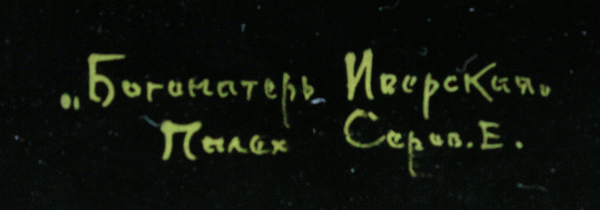 „Богоматерь Иверская"
Палех Серов. Е.